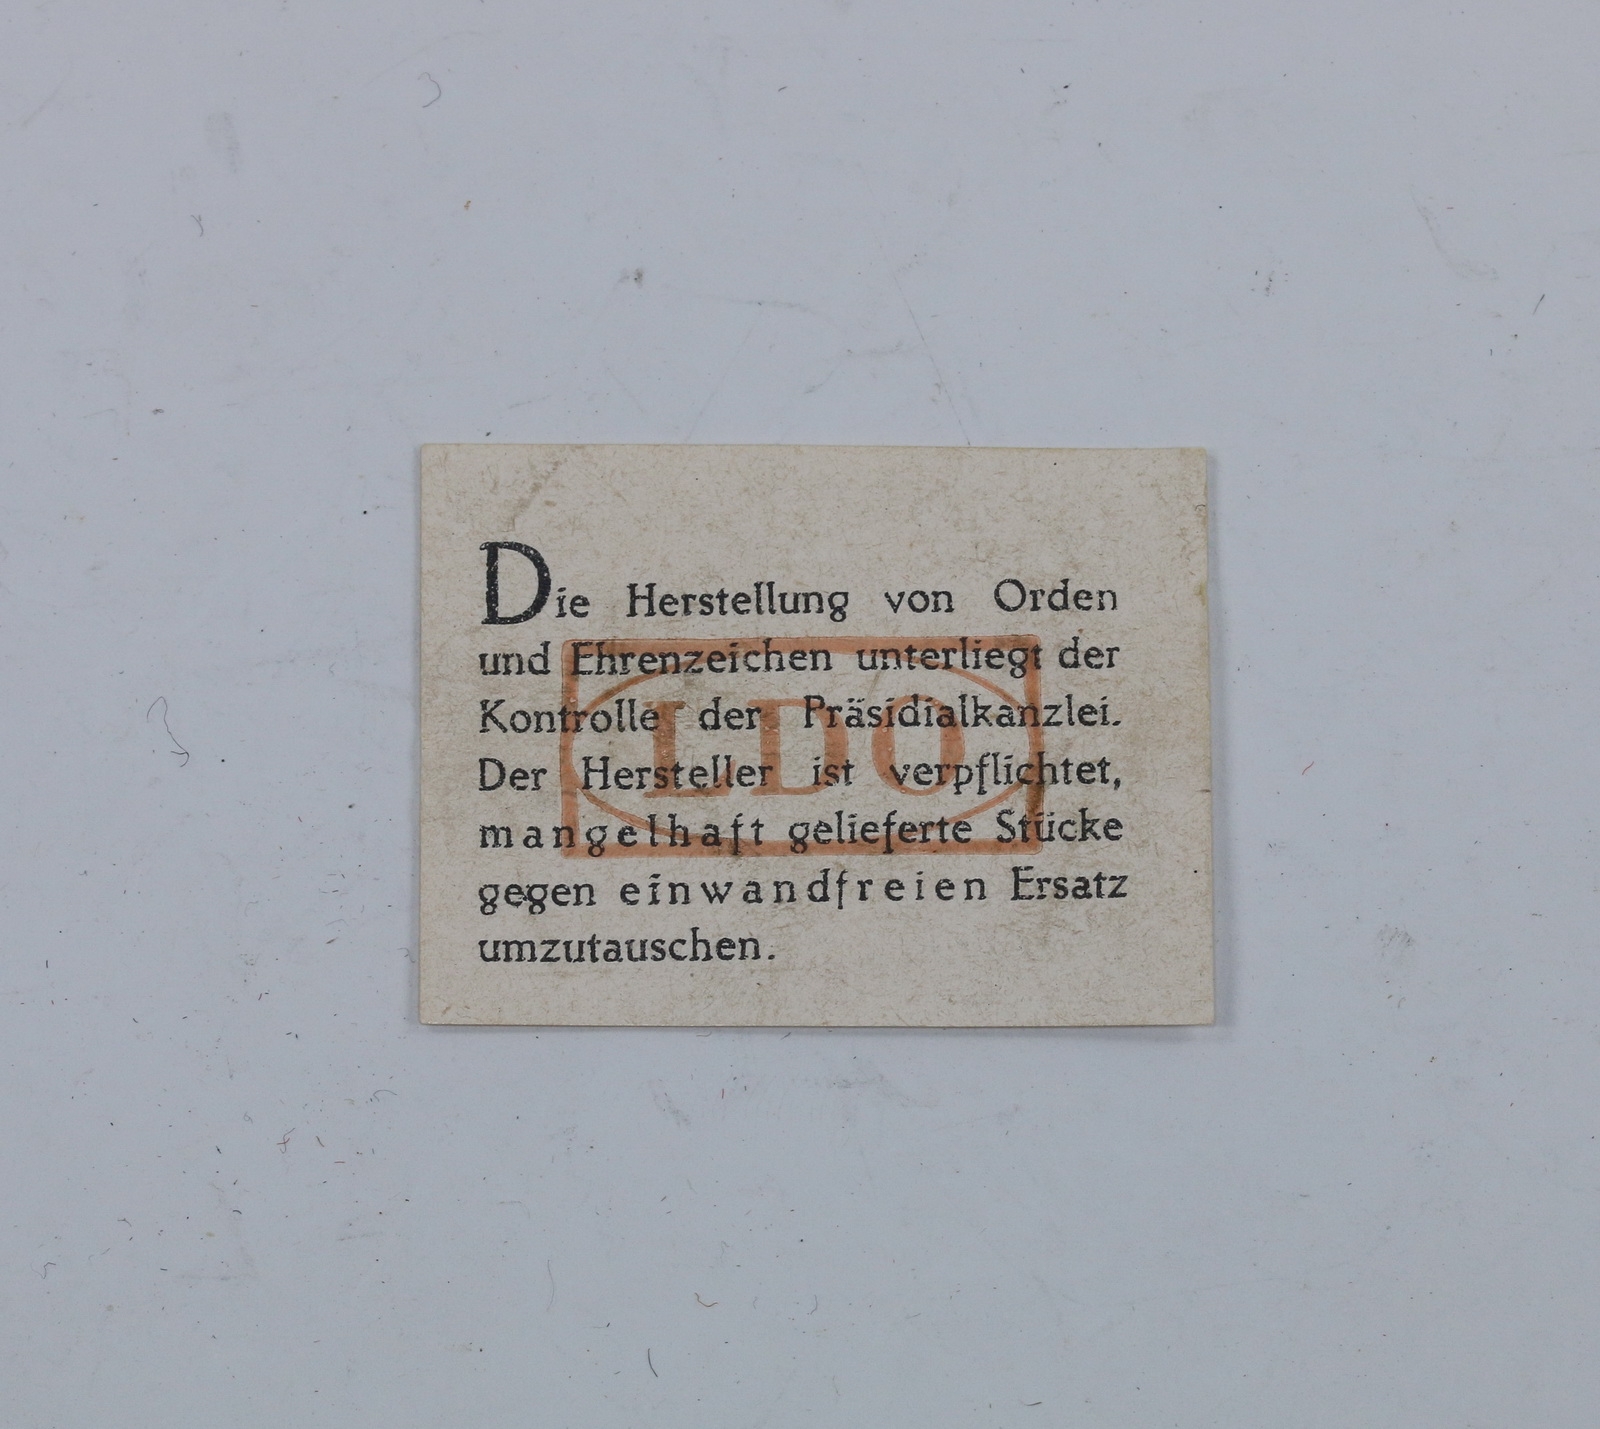 Die Herstellung von Orden
und Ehrenzeichen unterliegt der
Kontrolle der Präsidialkanzlei.
Der Hersteller ist verpflichtet,
mangelhaft gelieferte Stücke
gegen einwandfreien Ersatz
umzutauschen.
LDO